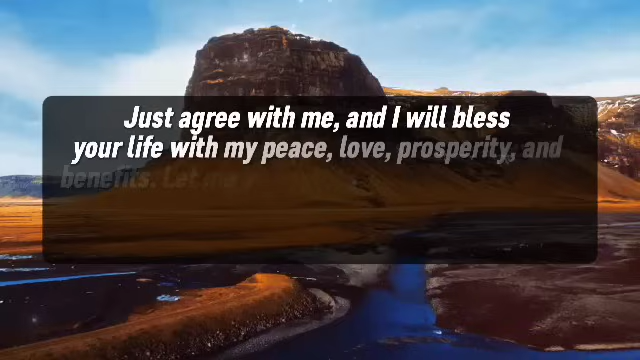 Just agree with me, and I will bless
your life with my peace, love, prosperity, and
benefits. Let me